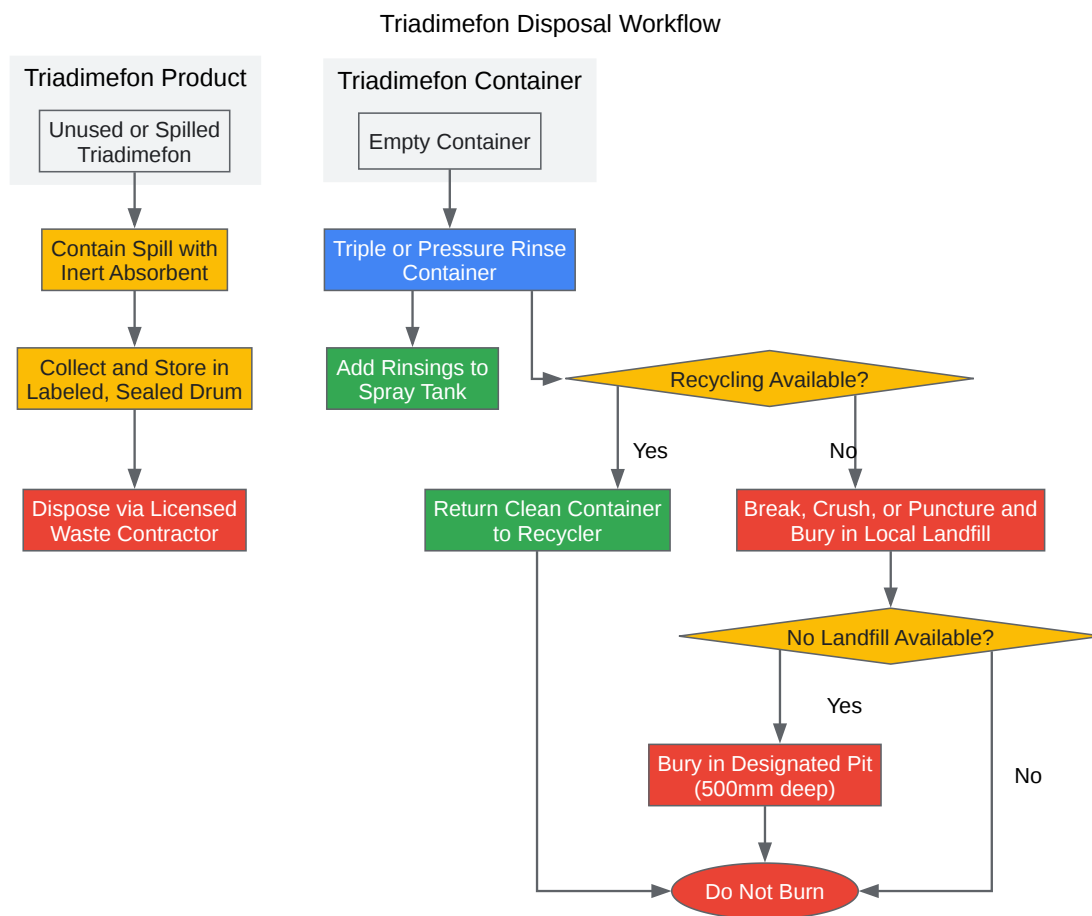 Triadimefon Disposal Workflow
Triadimefon Product
Unused or Spilled
Triadimefon
Contain Spill with
Inert Absorbent
Collect and Store in
Labeled, Sealed Drum
Dispose via Licensed
Waste Contractor
Triadimefon Container
Empty Container
Triple or Pressure Rinse
Container
Add Rinsings to
Spray Tank
Recycling Available?
Yes
No
Return Clean Container
to Recycler
Break, Crush, or Puncture and
Bury in Local Landfill
No Landfill Available?
Yes
No
Bury in Designated Pit
(500mm deep)
Do Not Burn